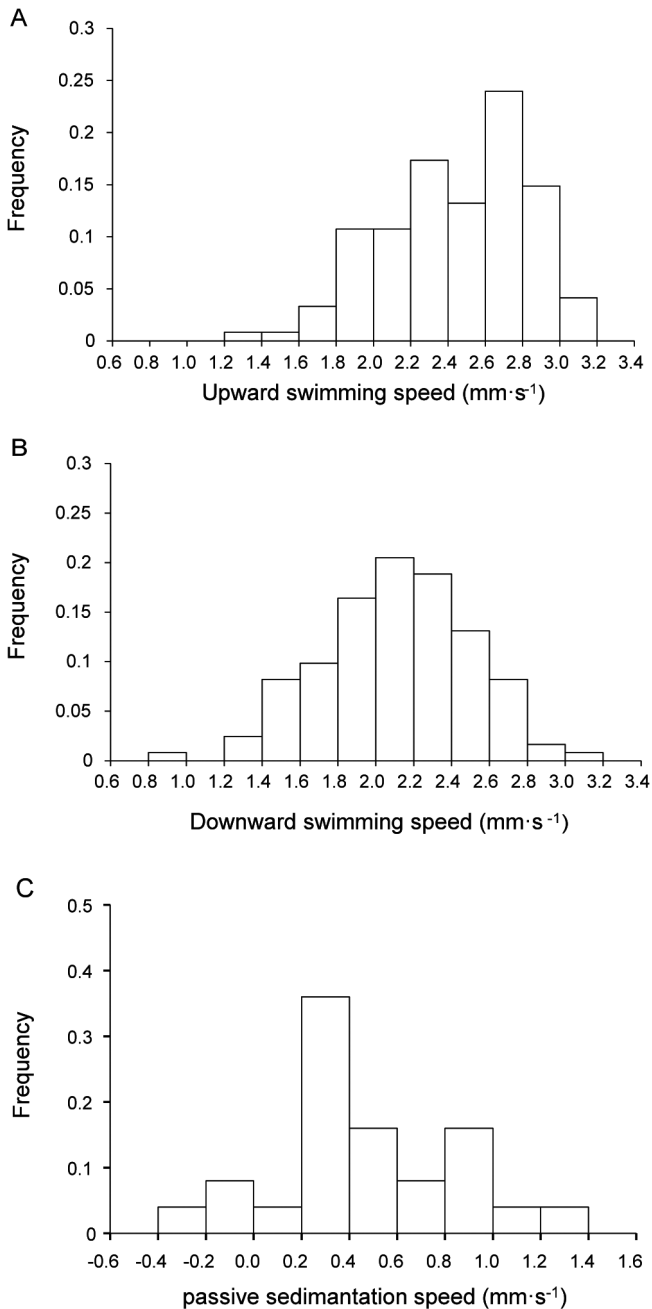 A
0.3
0.25
0.2
0.15
0.1
0.05
0
Frequency
0.6 0.8 1.0 1.2 1.4 1.6 1.8 2.0 2.2 2.4 2.6 2.8 3.0 3.2 3.4
Upward swimming speed (mm·s-1)
B
0.3
0.25
0.2
0.15
0.1
0.05
0
Frequency
0.6 0.8 1.0 1.2 1.4 1.6 1.8 2.0 2.2 2.4 2.6 2.8 3.0 3.2 3.4
Downward swimming speed (mm·s -1)
C
0.5
0.4
0.3
0.2
0.1
0
Frequency
-0.6 -0.4 -0.2 0.0 0.2 0.4 0.6 0.8 1.0 1.2 1.4 1.6
passive sedimantation speed (mm·s-1)